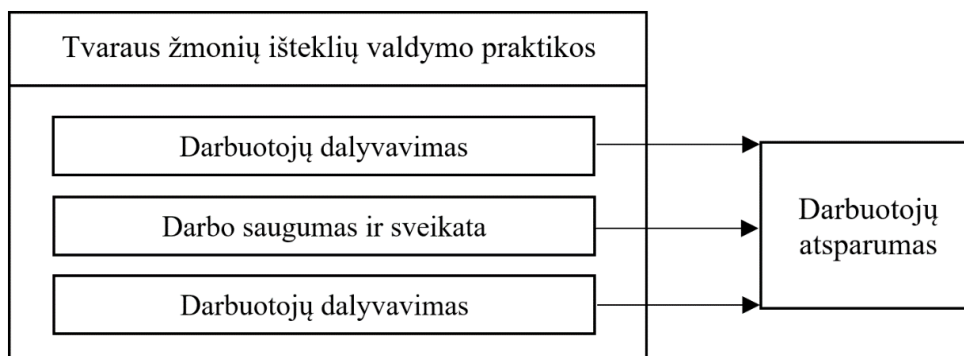 Tvaraus žmonių išteklių valdymo praktikos
Darbuotojų dalyvavimas
Darbo saugumas ir sveikata
Darbuotojų dalyvavimas
Darbuotojų
atsparumas